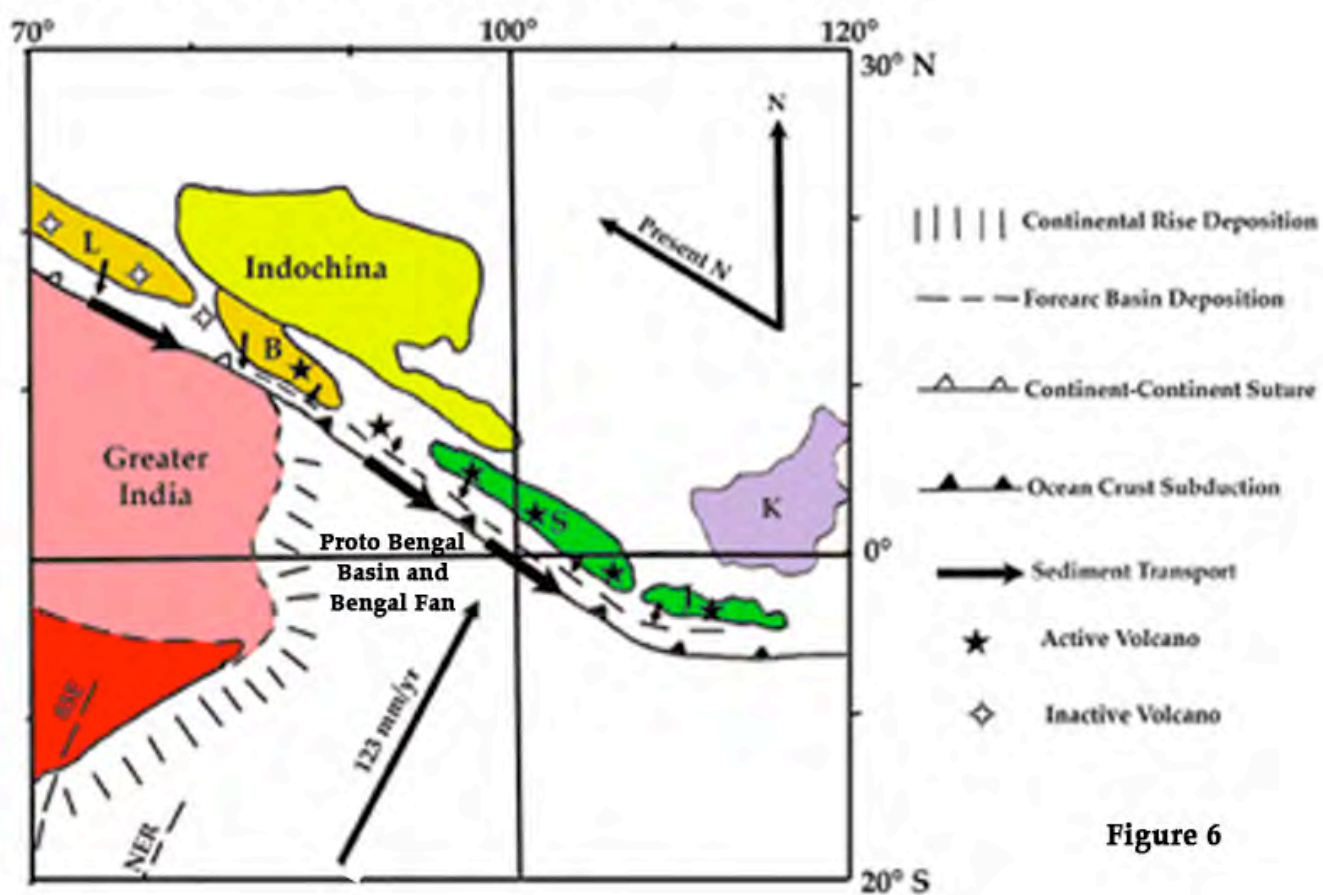 70°
100°
120°
30° N
N
Present N
L
Indochina
B
Greater
India
K
S
J
0°
Proto Bengal
Basin and
Bengal Fan
123 mm/yr
85E
NER
20° S
Continental Rise Deposition
Forearc Basin Deposition
Continent-Continent Suture
Ocean Crust Subduction
Sediment Transport
Active Volcano
Inactive Volcano
Figure 6